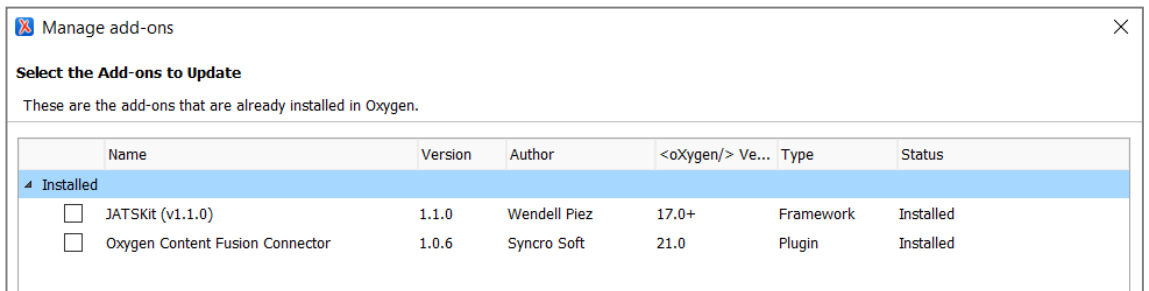 Manage add-ons
Select the Add-ons to Update
These are the add-ons that are already installed in Oxygen.
Name Version Author <oXygen/> Ve... Type Status
Installed
JATSKit (v1.1.0) 1.1.0 Wendell Piez 17.0+ Framework Installed
Oxygen Content Fusion Connector 1.0.6 Syncro Soft 21.0 Plugin Installed